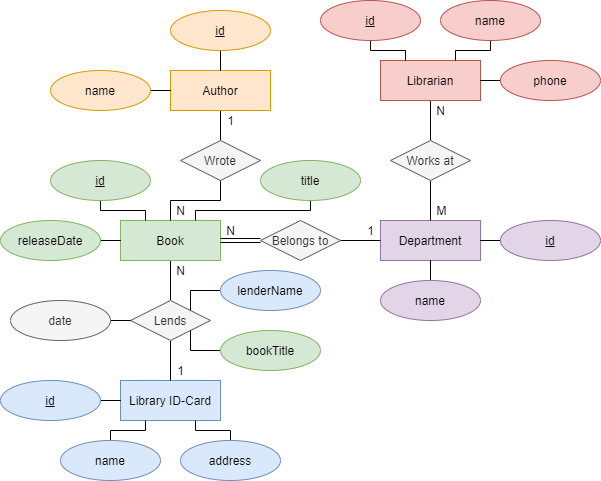 id
id
name
name
Author
Librarian
phone
1
N
Wrote
Works at
id
title
N
M
releaseDate
Book
N
Belongs to
1
Department
id
N
lenderName
name
date
Lends
bookTitle
1
id
Library ID-Card
name
address